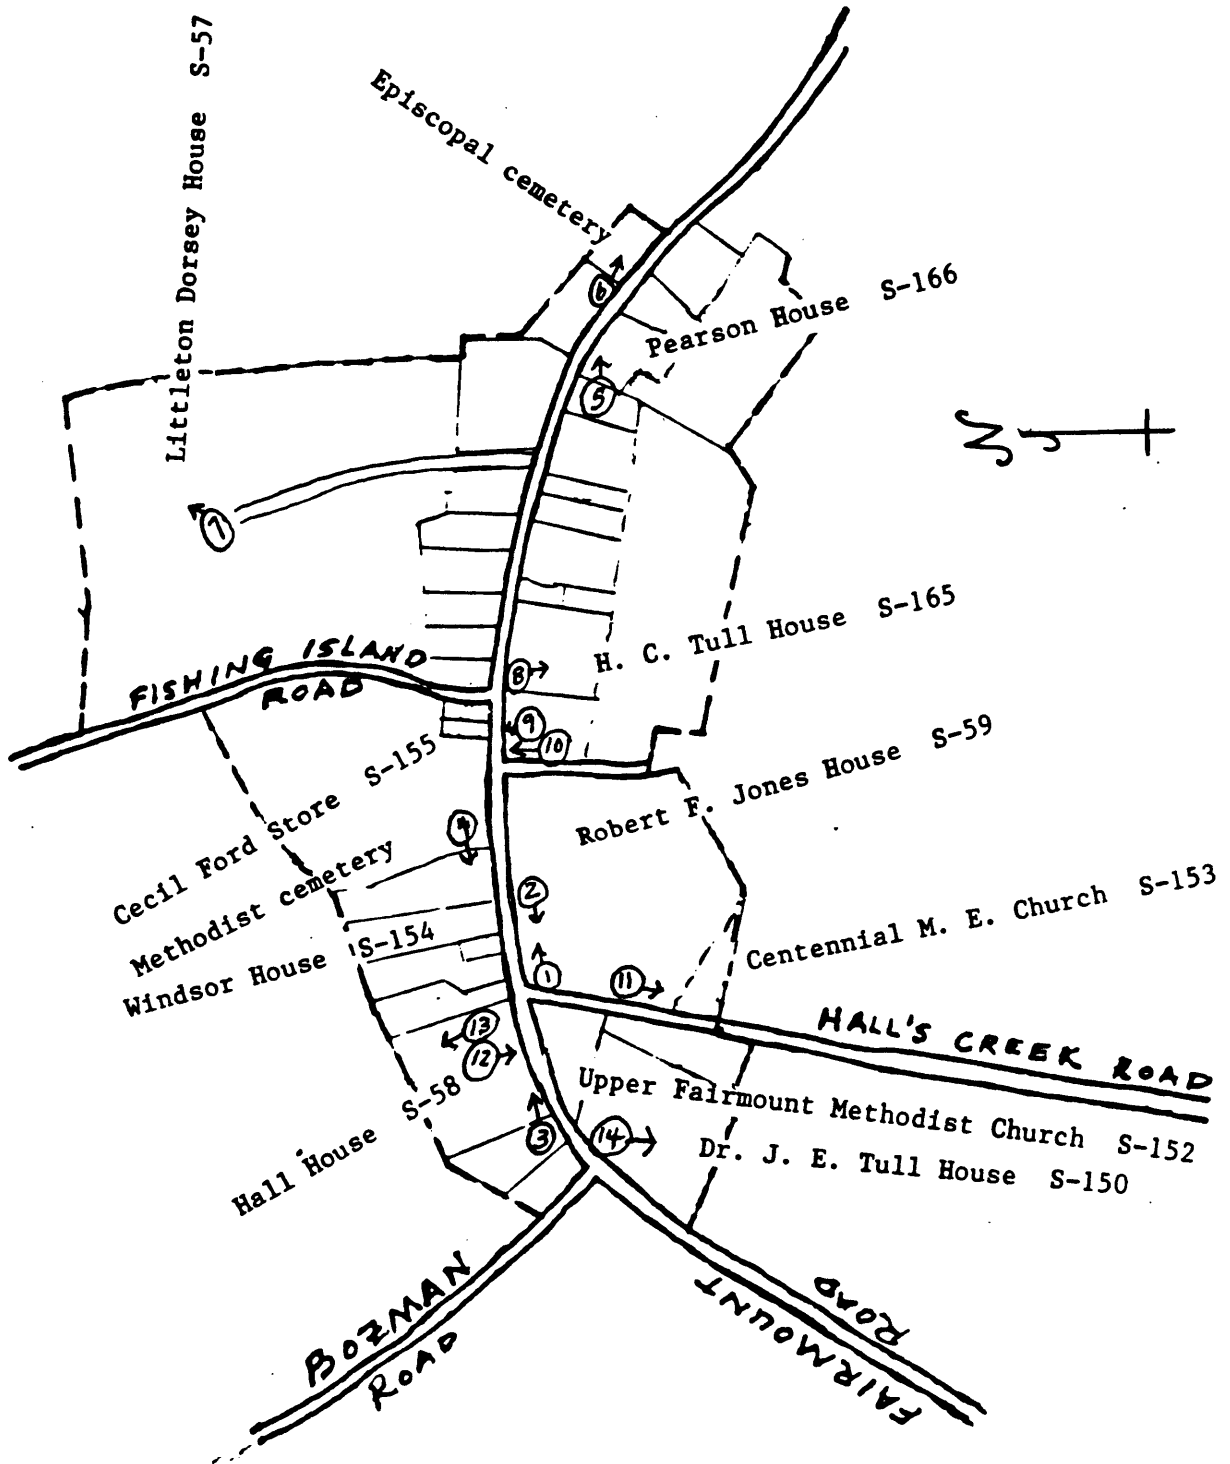 Littleton Dorsey House S-57
Episcopal cemetery
6
Pearson House S-166
5
7
N
H. C. Tull House S-165
FISHING ISLAND
ROAD
8
9
10
Robert F. Jones House S-59
Cecil Ford Store S-155
4
Methodist cemetery
2
Windsor House S-154
Centennial M. E. Church S-153
1
11
HALL'S CREEK ROAD
13
12
Hall House S-58
Upper Fairmount Methodist Church S-152
3
14
Dr. J. E. Tull House S-150
BOZMAN
ROAD
FAIRMOUNT
ROAD